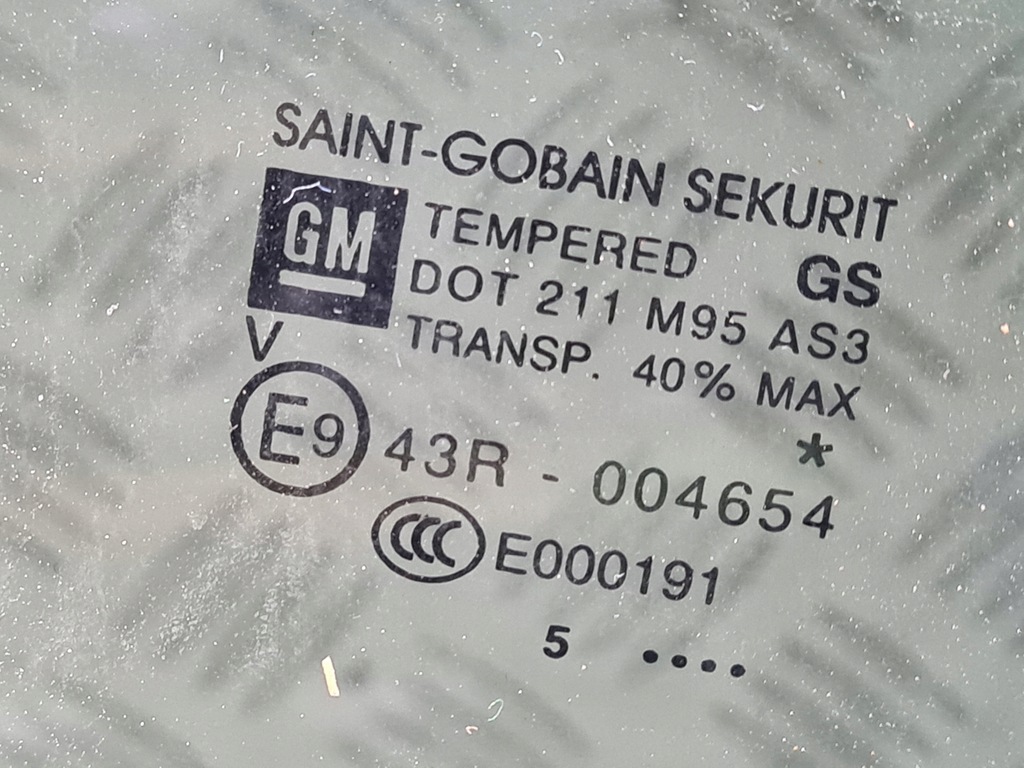 SAINT-GOBAIN SEKURIT
GM
TEMPERED GS
DOT 211 M95 AS3
TRANSP. 40% MAX
V
*
E9 43R - 004654
CCC E000191
5 ....